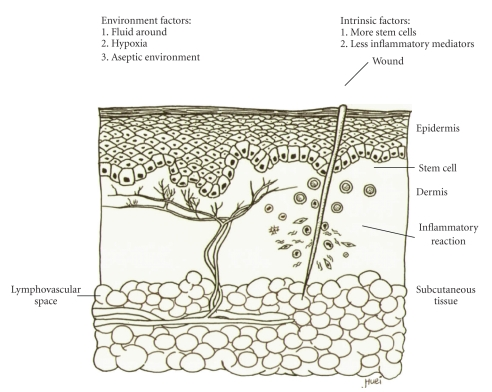 Environment factors:
1. Fluid around
2. Hypoxia
3. Aseptic environment
Intrinsic factors:
1. More stem cells
2. Less inflammatory mediators
Wound
Epidermis
Stem cell
Dermis
Inflammatory
reaction
Lymphovascular
space
Subcutaneous
tissue
Huei